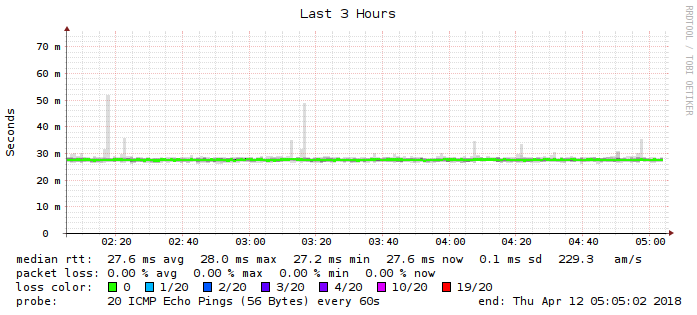 Last 3 Hours
RRDTOOL / TOBI OETIKER
Seconds
70 m
60 m
50 m
40 m
30 m
20 m
10 m
0
02:20 02:40 03:00 03:20 03:40 04:00 04:20 04:40 05:00
median rtt: 27.6 ms avg 28.0 ms max 27.2 ms min 27.6 ms now 0.1 ms sd 229.3 am/s
packet loss: 0.00 % avg 0.00 % max 0.00 % min 0.00 % now
loss color: 0 1/20 2/20 3/20 4/20 10/20 19/20
probe: 20 ICMP Echo Pings (56 Bytes) every 60s end: Thu Apr 12 05:05:02 2018